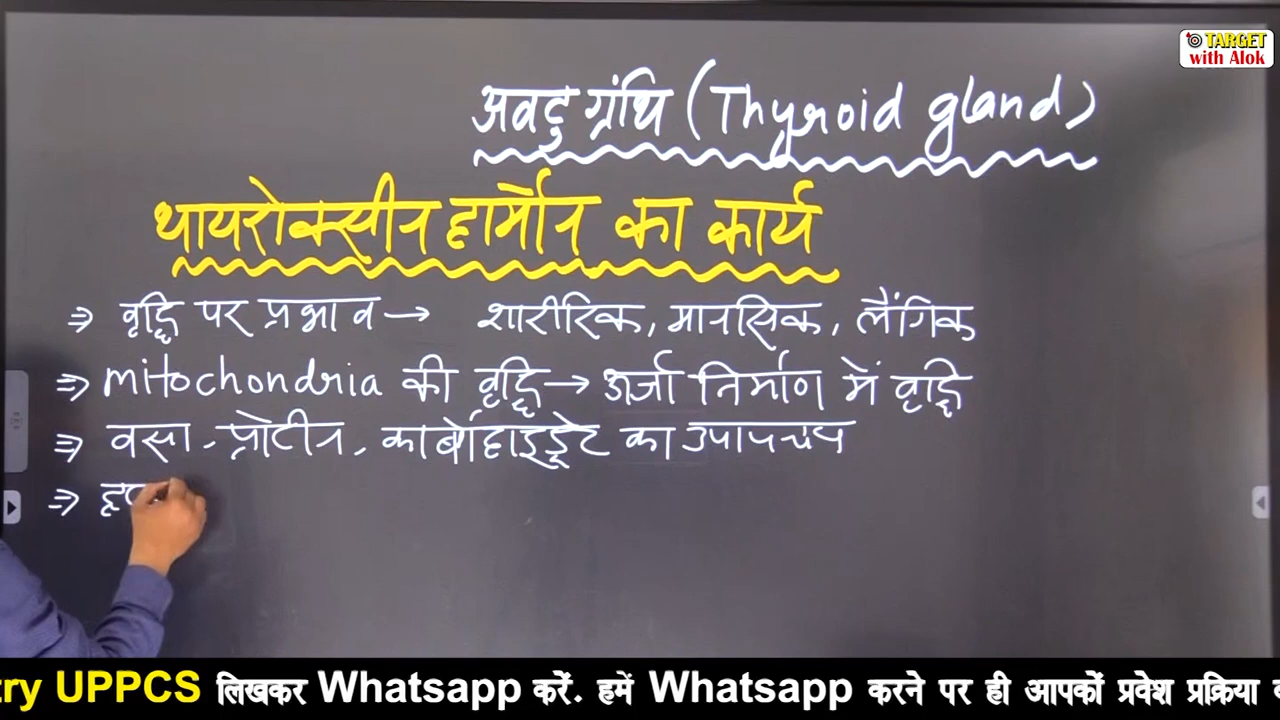 TARGET
with Alok
अवटु ग्रंथि (Thyroid gland)
थायरोक्सीन हार्मोन का कार्य
⇒ वृद्धि पर प्रभाव → शारीरिक, मानसिक, लैंगिक
⇒ mitochondria की वृद्धि → ऊर्जा निर्माण में वृद्धि
⇒ वसा, प्रोटीन, कार्बोहाइड्रेट का उपापचय
⇒
try UPPCS लिखकर Whatsapp करें. हमें Whatsapp करने पर ही आपकों प्रवेश प्रक्रिया